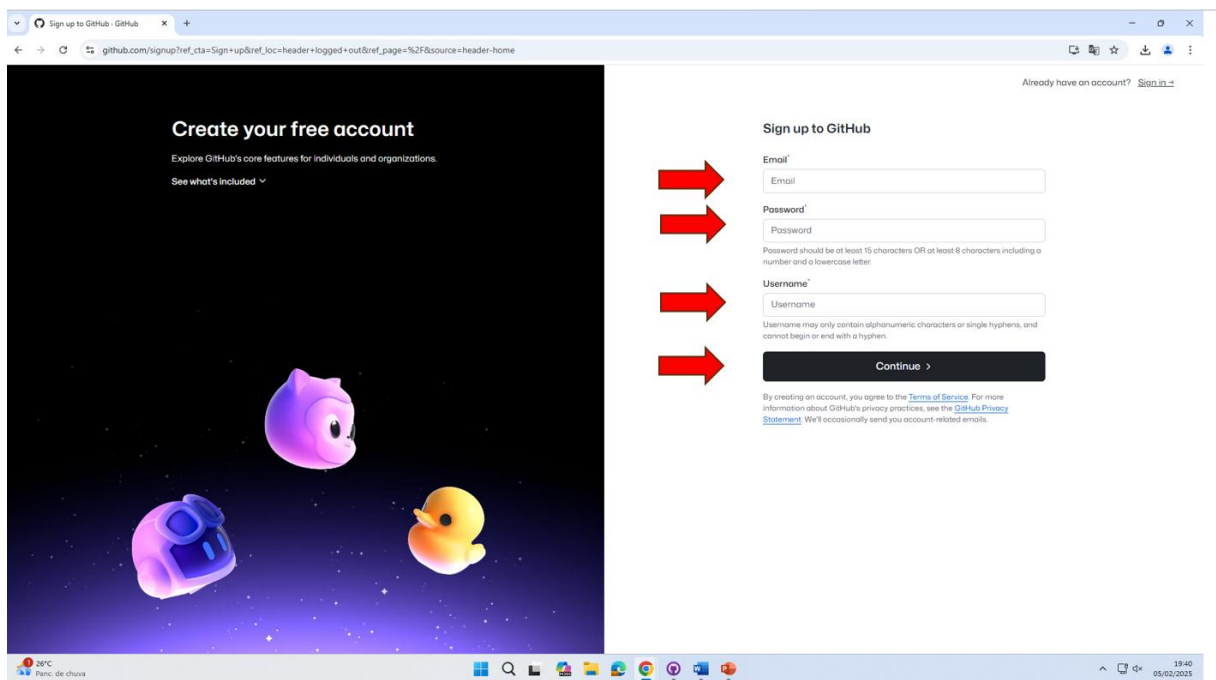 Sign up to GitHub · GitHub
github.com/signup?ref_cta=Sign+up&ref_loc=header+logged+out&ref_page=%2F&source=header-home
Already have an account? Sign in →
Create your free account
Explore GitHub's core features for individuals and organizations.
See what's included
Sign up to GitHub
Email*
Email
Password*
Password
Password should be at least 15 characters OR at least 8 characters including a
number and a lowercase letter.
Username*
Username
Username may only contain alphanumeric characters or single hyphens, and
cannot begin or end with a hyphen.
Continue >
By creating an account, you agree to the Terms of Service. For more
information about GitHub's privacy practices, see the GitHub Privacy
Statement. We'll occasionally send you account-related emails.
1
26°C
Panc. de chuva
19:40
05/02/2025